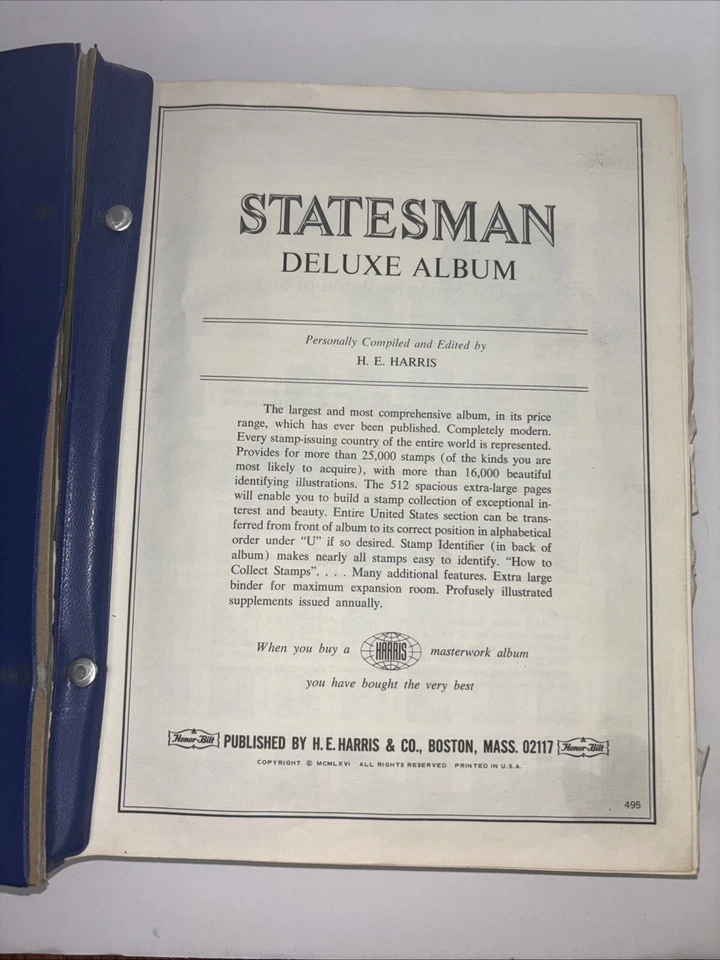 STATESMAN
DELUXE ALBUM
Personally Compiled and Edited by
H. E. HARRIS
The largest and most comprehensive album, in its price
range, which has ever been published. Completely modern.
Every stamp-issuing country of the entire world is represented.
Provides for more than 25,000 stamps (of the kinds you are
most likely to acquire), with more than 16,000 beautiful
identifying illustrations. The 512 spacious extra-large pages
will enable you to build a stamp collection of exceptional in-
terest and beauty. Entire United States section can be trans-
ferred from front of album to its correct position in alphabetical
order under "U" if so desired. Stamp Identifier (in back of
album) makes nearly all stamps easy to identify. "How to
Collect Stamps". . . . Many additional features. Extra large
binder for maximum expansion room. Profusely illustrated
supplements issued annually.
When you buy a HARRIS masterwork album
you have bought the very best
Honor-Bilt PUBLISHED BY H. E. HARRIS & CO., BOSTON, MASS. 02117 Honor-Bilt
COPYRIGHT © MCMLXVI ALL RIGHTS RESERVED PRINTED IN U.S.A.
495